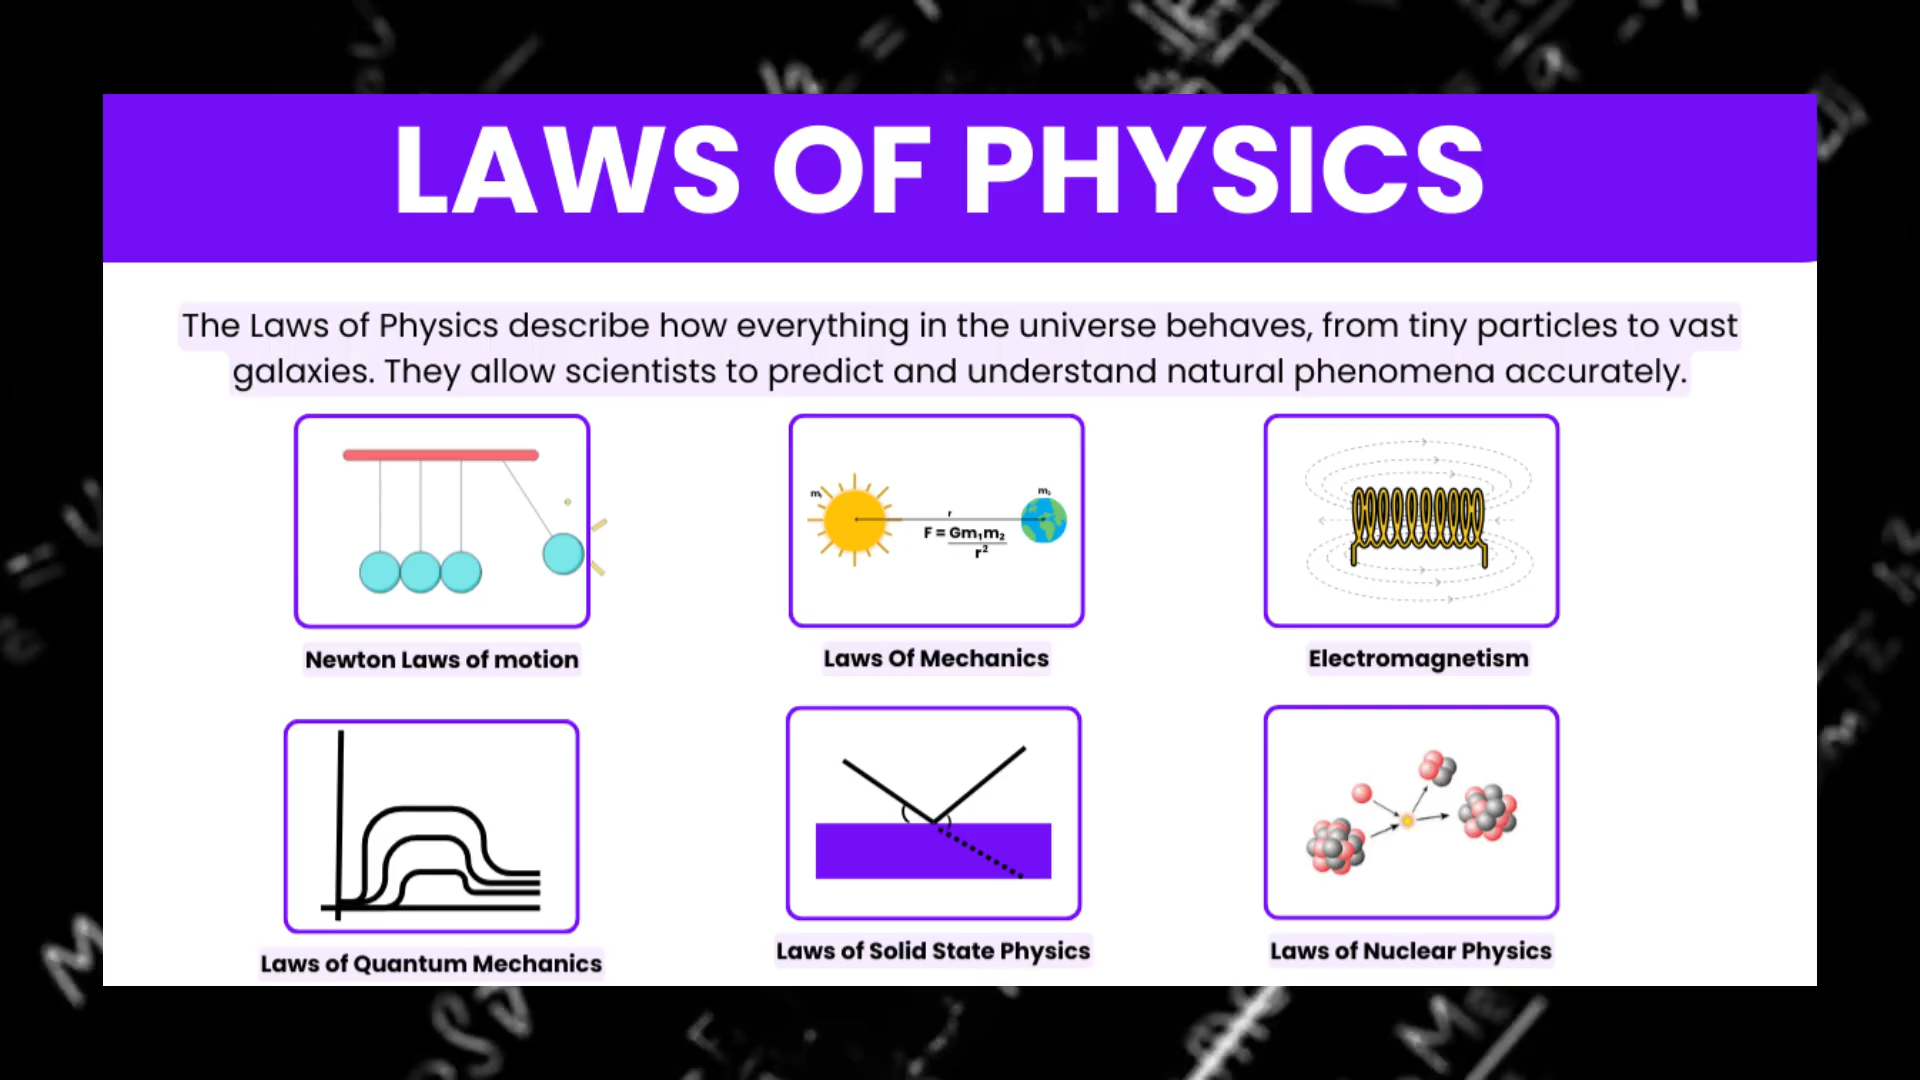 LAWS OF PHYSICS
The Laws of Physics describe how everything in the universe behaves, from tiny particles to vast
galaxies. They allow scientists to predict and understand natural phenomena accurately.
m₁
r
m₂
F = Gm₁m₂
r²
Newton Laws of motion
Laws Of Mechanics
Electromagnetism
Laws of Quantum Mechanics
Laws of Solid State Physics
Laws of Nuclear Physics